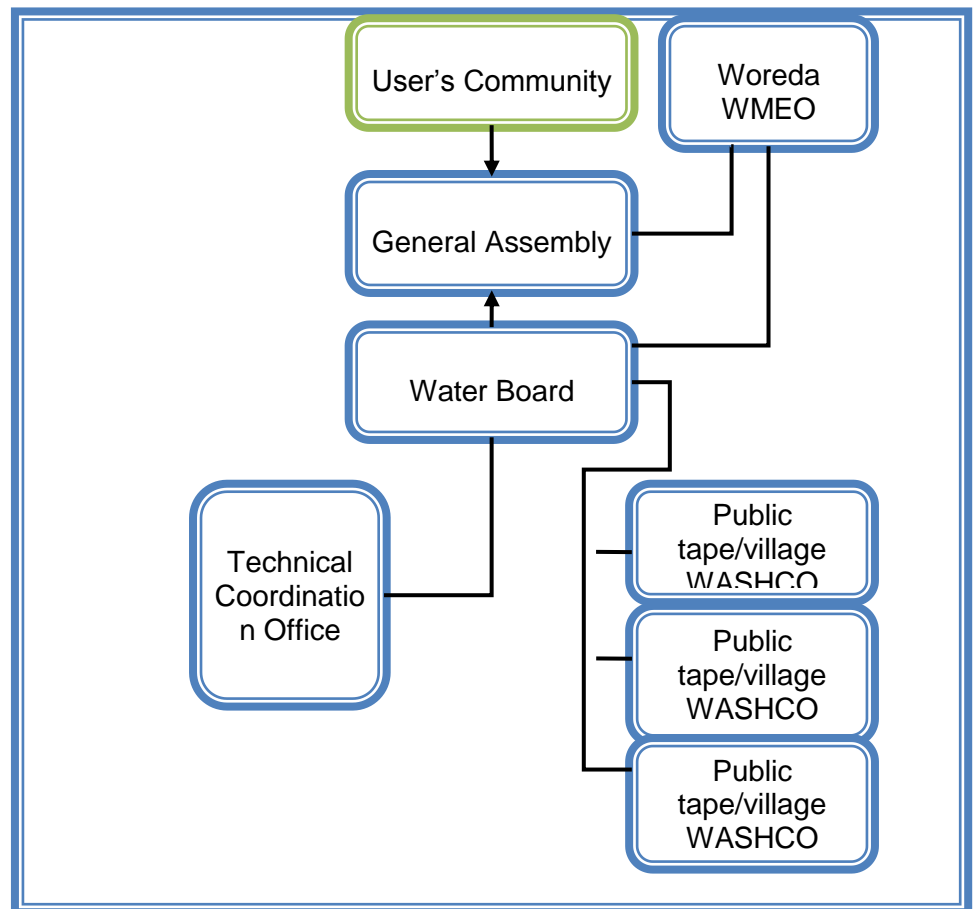 User's Community
Woreda
WMEO
General Assembly
Water Board
Technical
Coordinatio
n Office
Public
tape/village
WASHCO
Public
tape/village
WASHCO
Public
tape/village
WASHCO